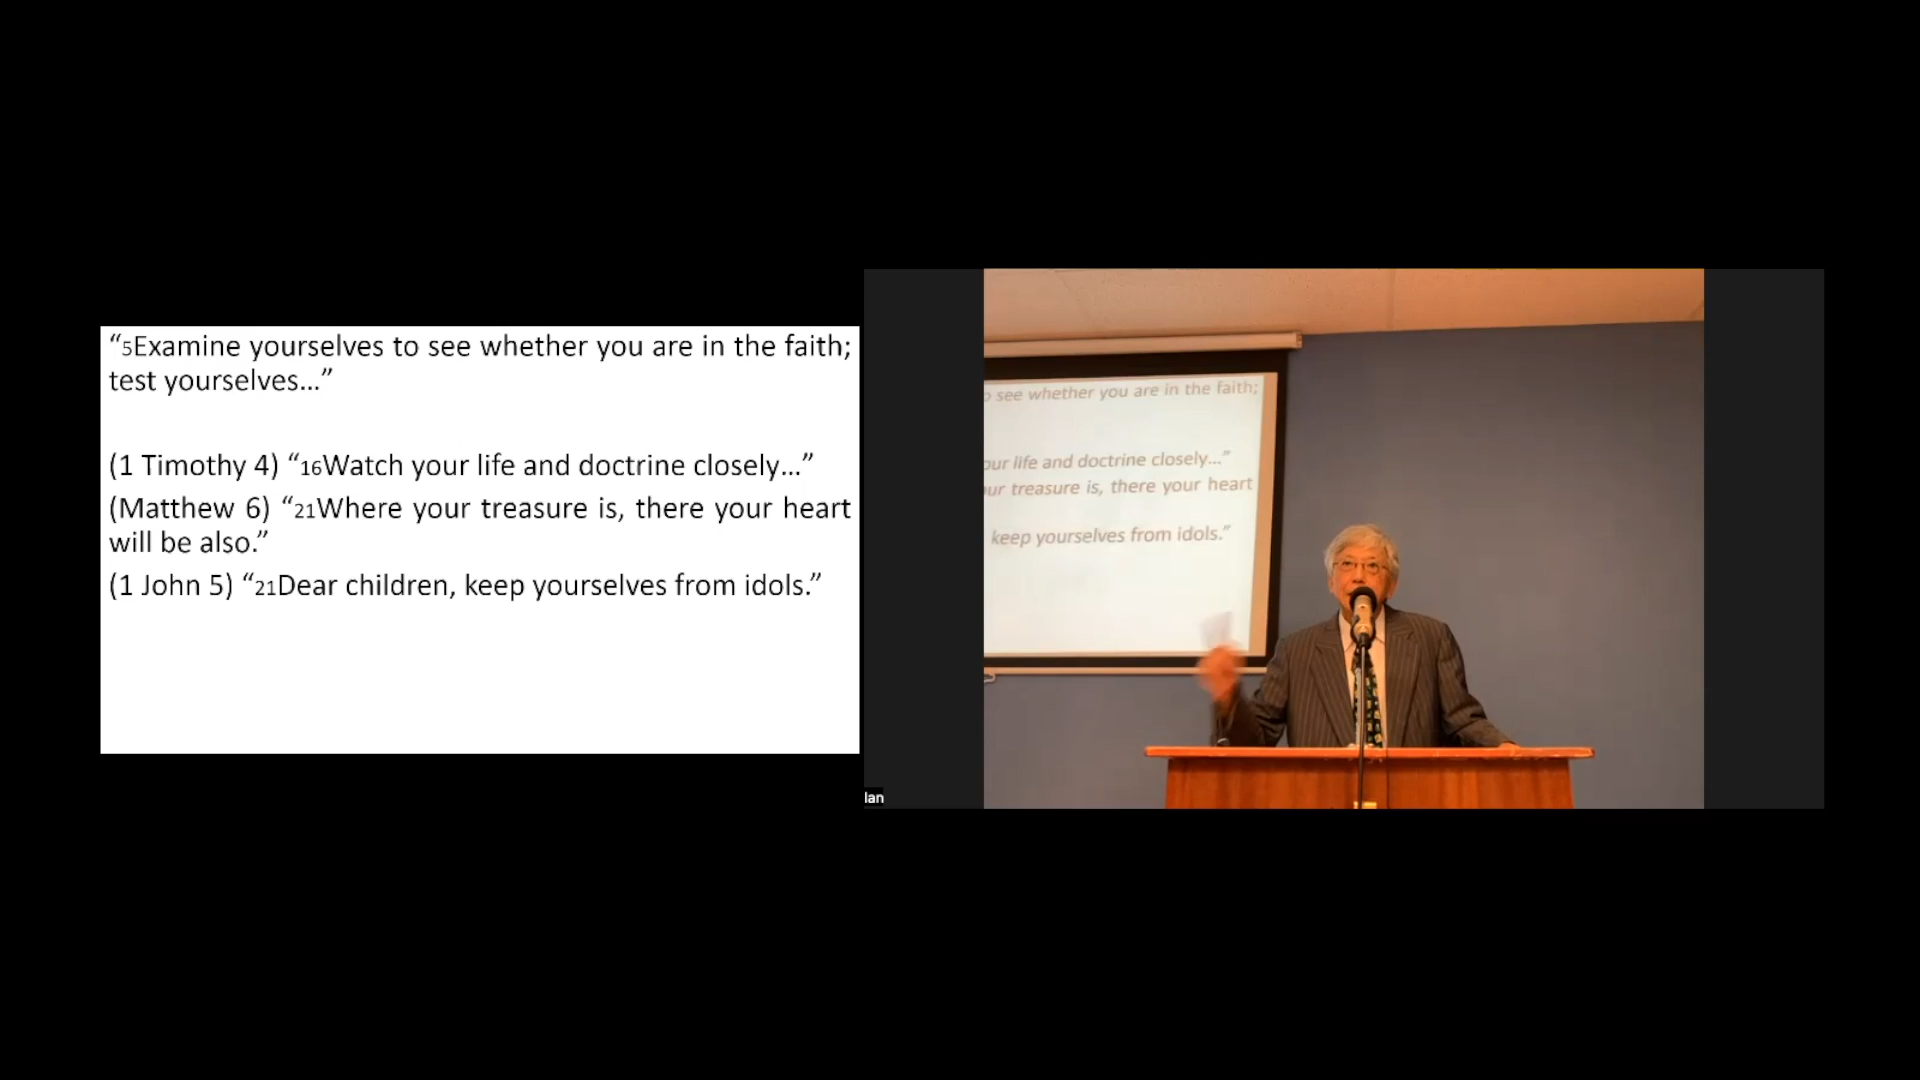 “5Examine yourselves to see whether you are in the faith;
test yourselves...”
(1 Timothy 4) “16Watch your life and doctrine closely...”
(Matthew 6) “21Where your treasure is, there your heart
will be also.”
(1 John 5) “21Dear children, keep yourselves from idols.”
see whether you are in the faith;
life and doctrine closely...”
treasure is, there your heart
keep yourselves from idols.”